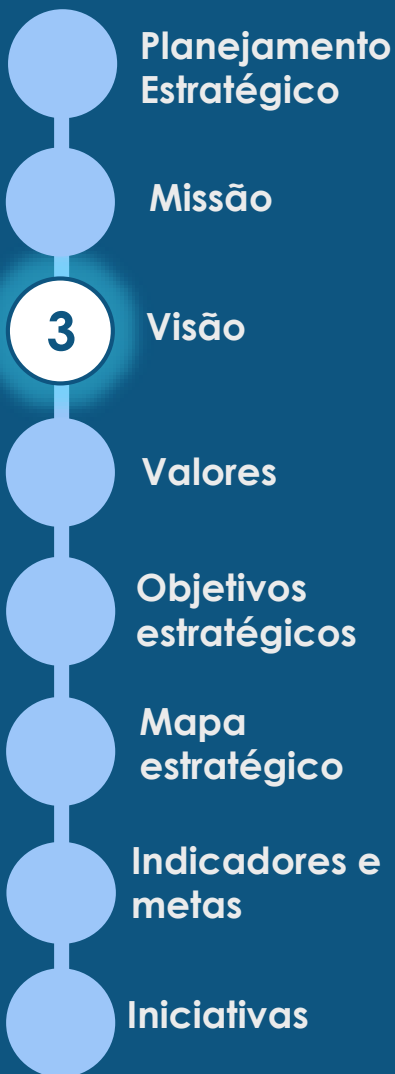 Planejamento
Estratégico
Missão
3
Visão
Valores
Objetivos
estratégicos
Mapa
estratégico
Indicadores e
metas
Iniciativas